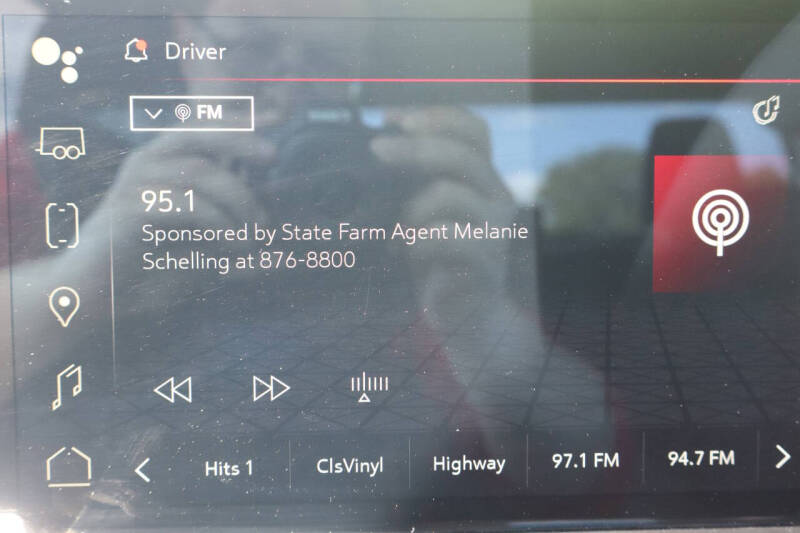 Driver
FM
95.1
Sponsored by State Farm Agent Melanie
Schelling at 876-8800
Hits 1
ClsVinyl
Highway
97.1 FM
94.7 FM